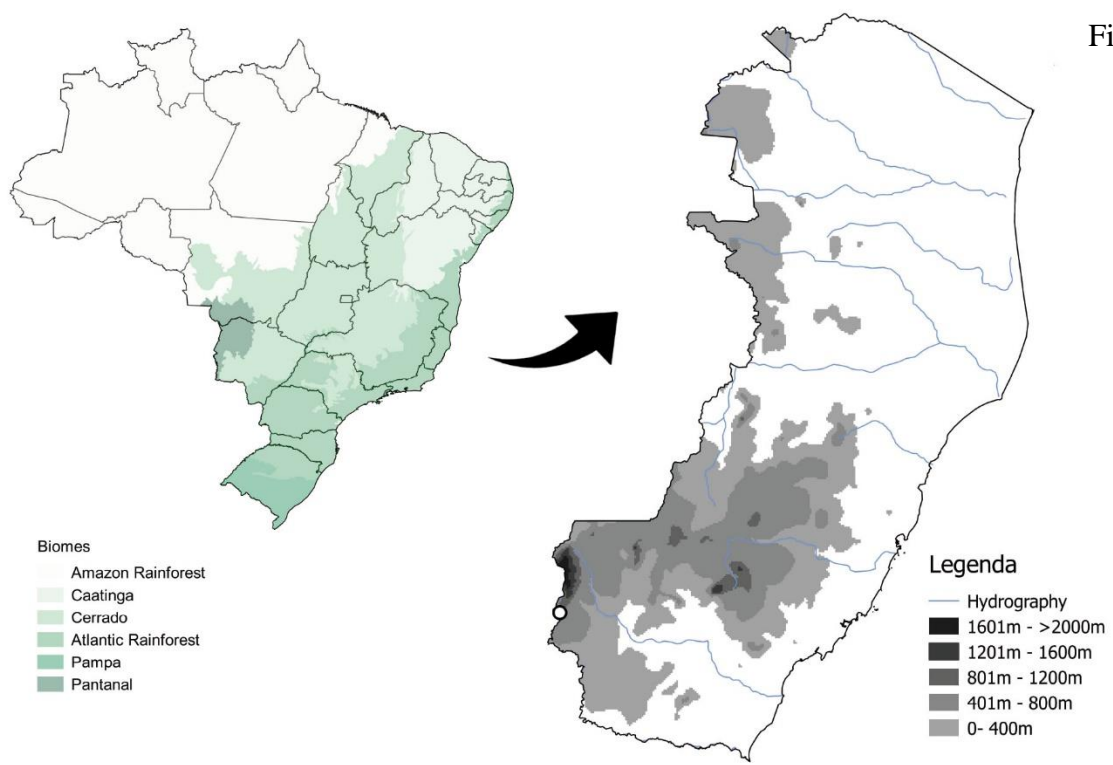 Fi
Biomes
Amazon Rainforest
Caatinga
Cerrado
Atlantic Rainforest
Pampa
Pantanal
Legenda
Hydrography
1601m - >2000m
1201m - 1600m
801m - 1200m
401m - 800m
0- 400m